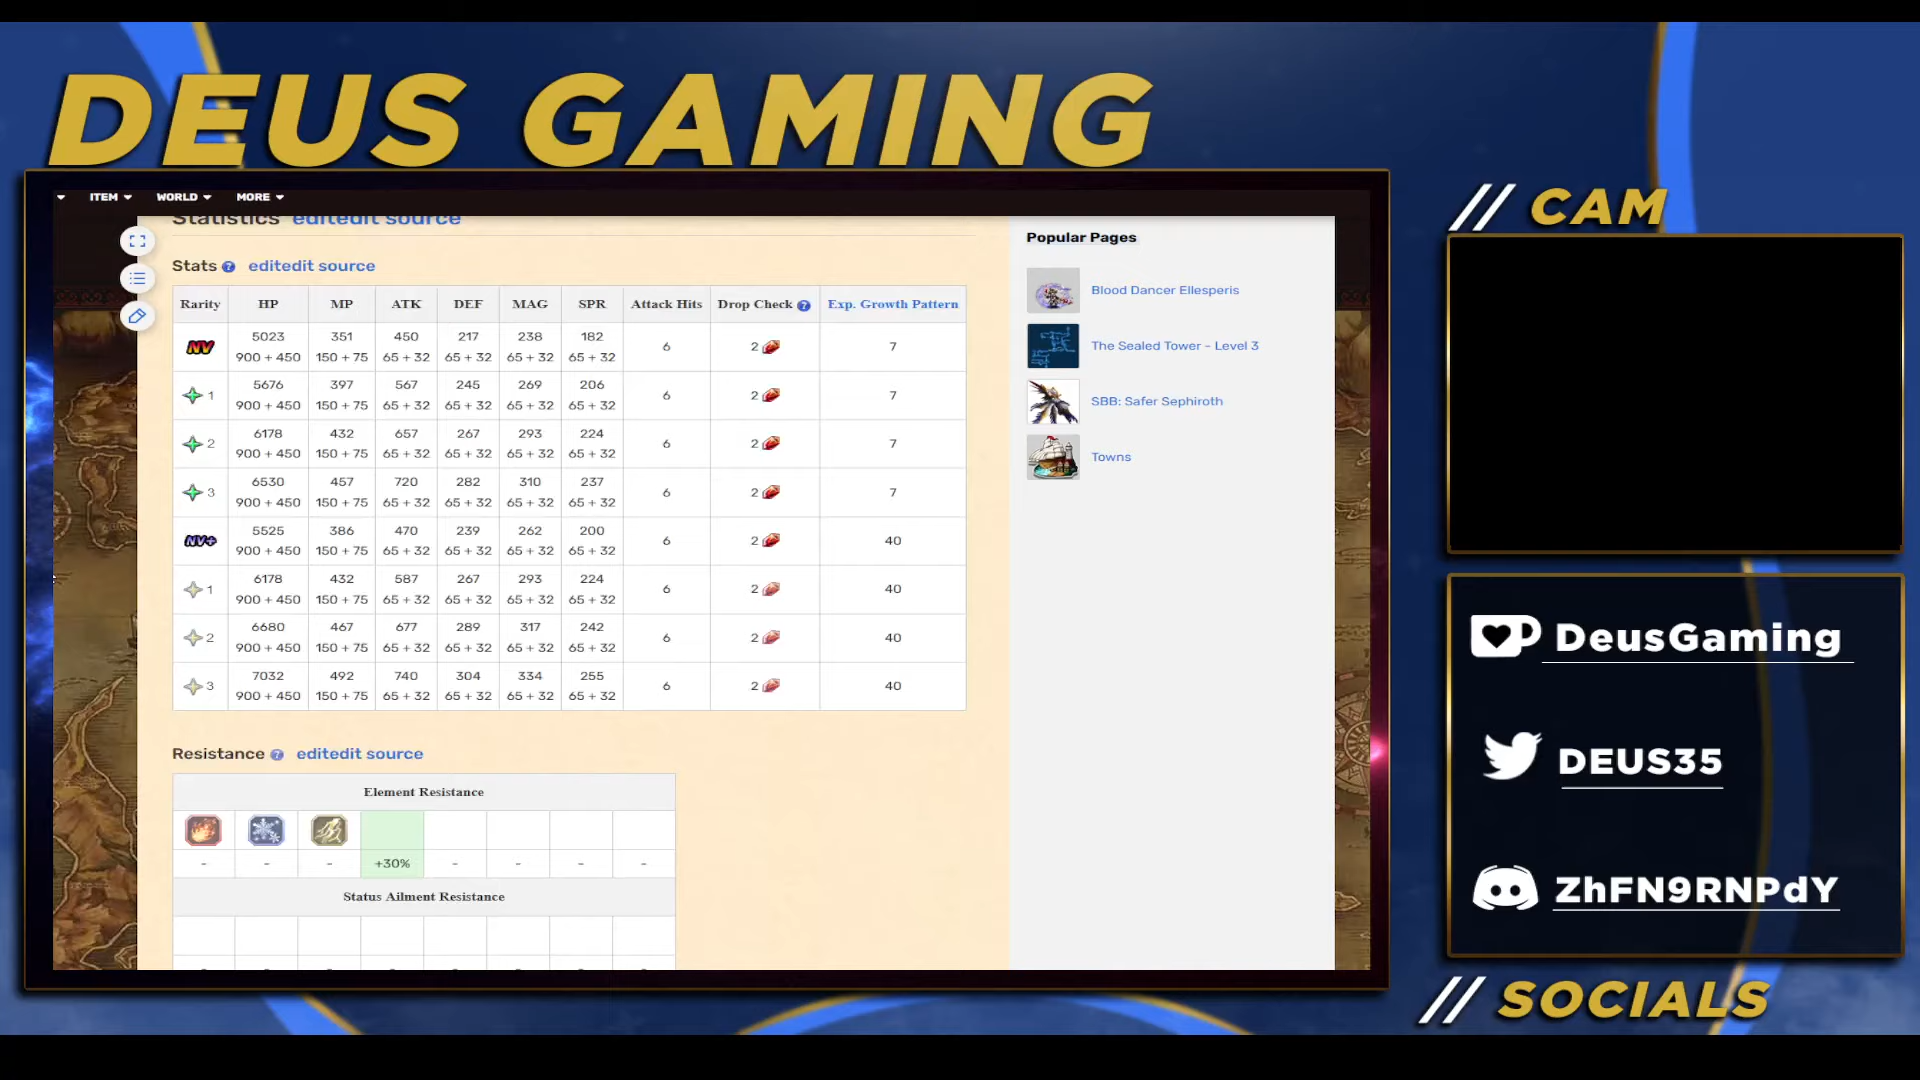 DEUS GAMING
ITEM WORLD MORE
Statistics editedit source
Stats ? editedit source
Rarity HP MP ATK DEF MAG SPR Attack Hits Drop Check ? Exp. Growth Pattern
NV 5023 351 450 217 238 182 6 2 7
900 + 450 150 + 75 65 + 32 65 + 32 65 + 32 65 + 32
1 5676 397 567 245 269 206 6 2 7
900 + 450 150 + 75 65 + 32 65 + 32 65 + 32 65 + 32
2 6178 432 657 267 293 224 6 2 7
900 + 450 150 + 75 65 + 32 65 + 32 65 + 32 65 + 32
3 6530 457 720 282 310 237 6 2 7
900 + 450 150 + 75 65 + 32 65 + 32 65 + 32 65 + 32
NV+ 5525 386 470 239 262 200 6 2 40
900 + 450 150 + 75 65 + 32 65 + 32 65 + 32 65 + 32
1 6178 432 587 267 293 224 6 2 40
900 + 450 150 + 75 65 + 32 65 + 32 65 + 32 65 + 32
2 6680 467 677 289 317 242 6 2 40
900 + 450 150 + 75 65 + 32 65 + 32 65 + 32 65 + 32
3 7032 492 740 304 334 255 6 2 40
900 + 450 150 + 75 65 + 32 65 + 32 65 + 32 65 + 32
Resistance ? editedit source
Element Resistance
- - - +30% - - - -
Status Ailment Resistance
Popular Pages
Blood Dancer Ellesperis
The Sealed Tower - Level 3
SBB: Safer Sephiroth
Towns
// CAM
DeusGaming
DEUS35
ZhFN9RNPdY
// SOCIALS